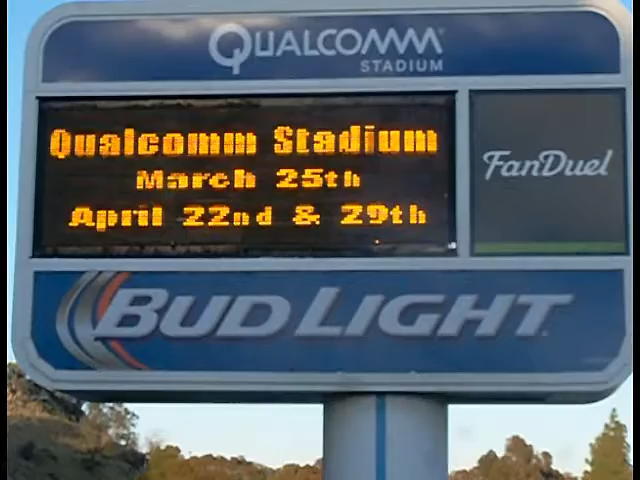 QUALCOMM
STADIUM
Qualcomm Stadium
March 25th
April 22nd & 29th
FanDuel
BUD LIGHT